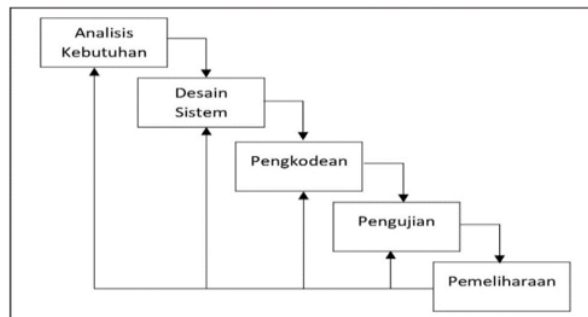 Analisis
Kebutuhan
Desain
Sistem
Pengkodean
Pengujian
Pemeliharaan